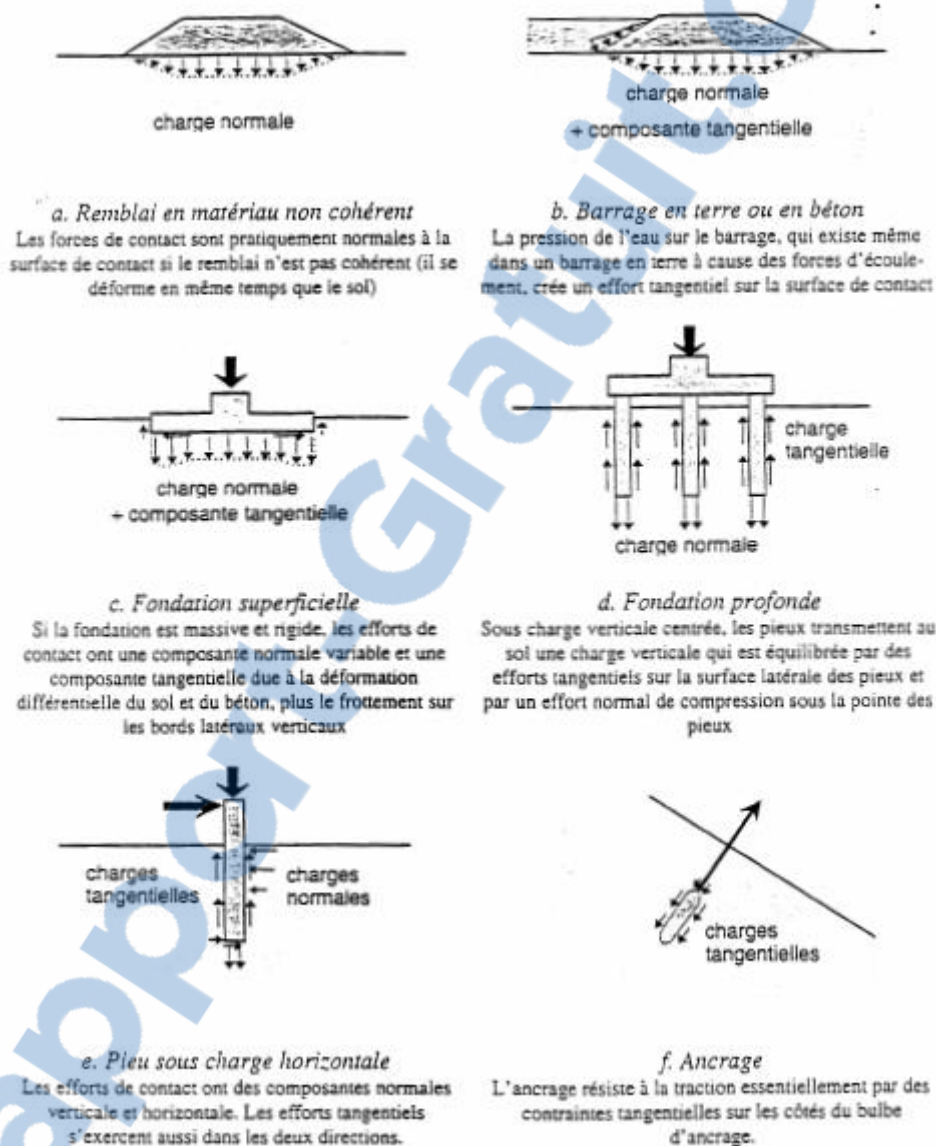 charge normale
a. Remblai en matériau non cohérent
Les forces de contact sont pratiquement normales à la
surface de contact si le remblai n'est pas cohérent (il se
déforme en même temps que le sol)
charge normale
+ composante tangentielle
b. Barrage en terre ou en béton
La pression de l'eau sur le barrage, qui existe même
dans un barrage en terre à cause des forces d'écoule-
ment, crée un effort tangentiel sur la surface de contact
charge normale
+ composante tangentielle
c. Fondation superficielle
Si la fondation est massive et rigide, les efforts de
contact ont une composante normale variable et une
composante tangentielle due à la déformation
différentielle du sol et du béton, plus le frottement sur
les bords latéraux verticaux
charge
tangentielle
charge normale
d. Fondation profonde
Sous charge verticale centrée, les pieux transmettent au
sol une charge verticale qui est équilibrée par des
efforts tangentiels sur la surface latérale des pieux et
par un effort normal de compression sous la pointe des
pieux
charges
tangentielles
charges
normales
e. Pieu sous charge horizontale
Les efforts de contact ont des composantes normales
verticale et horizontale. Les efforts tangentiels
s'exercent aussi dans les deux directions.
charges
tangentielles
f. Ancrage
L'ancrage résiste à la traction essentiellement par des
contraintes tangentielles sur les côtés du bulbe
d'ancrage.
apport-Gratuit.c